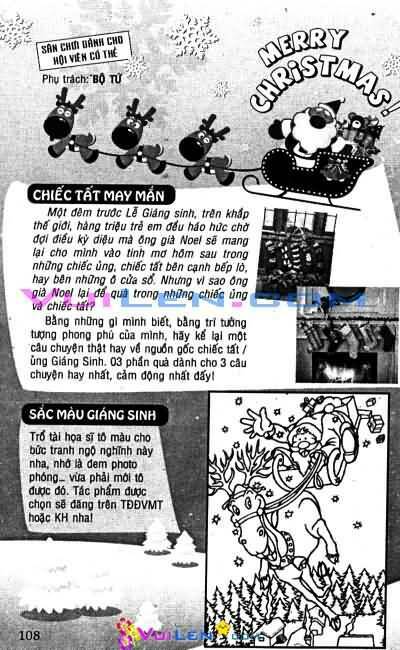 SÂN CHƠI DÀNH CHO
HỘI VIÊN CÓ THẺ
Phụ trách: BỘ TỨ
MERRY
CHRISTMAS!
CHIẾC TẤT MAY MẮN
Một đêm trước Lễ Giáng sinh, trên khắp
thế giới, hàng triệu trẻ em đều háo hức chờ
đợi điều kỳ diệu mà ông già Noel sẽ mang
lại cho mình vào tinh mơ hôm sau trong
những chiếc ủng, chiếc tất bên cạnh bếp lò,
hay bên những ô cửa sổ. Nhưng vì sao ông
già Noel lại để quà trong những chiếc ủng
và chiếc tất?
Bằng những gì mình biết, bằng trí tưởng
tượng phong phú của mình, hãy kể lại một
câu chuyện thật hay về nguồn gốc chiếc tất /
ủng Giáng Sinh. 03 phần quà dành cho 3 câu
chuyện hay nhất, cảm động nhất đấy!
VUILEN.COM
SẮC MÀU GIÁNG SINH
Trổ tài họa sĩ tô màu cho
bức tranh ngộ nghĩnh này
nha, nhớ là đem photo
phóng... vừa phải mới tô
được đó. Tác phẩm được
chọn sẽ đăng trên TĐĐVMT
hoặc KH nha!
108
VUILEN.COM